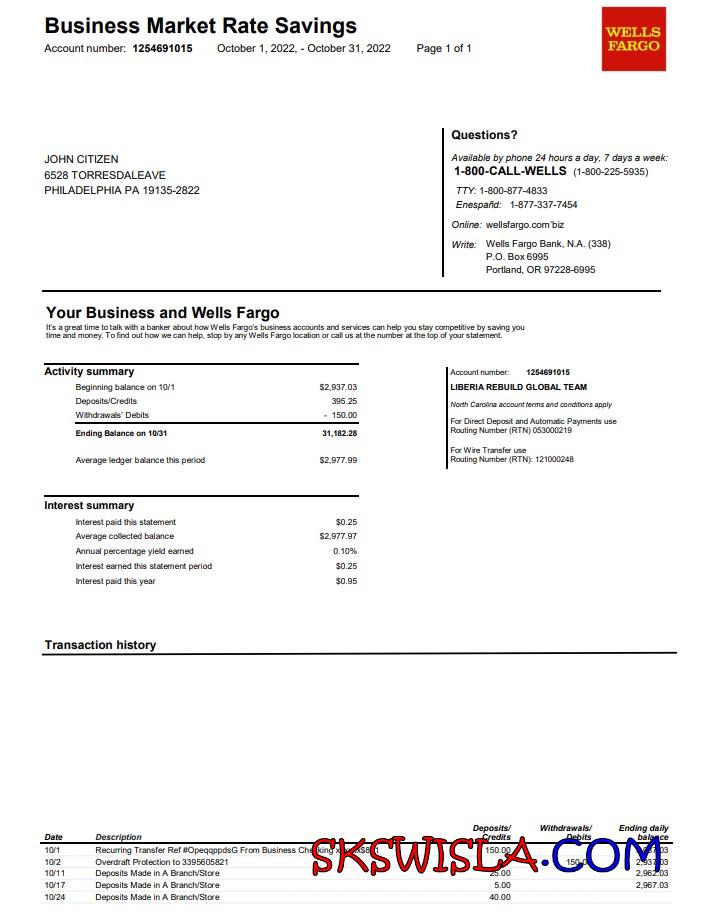 Business Market Rate Savings
Account number: 1254691015 October 1, 2022, - October 31, 2022 Page 1 of 1
WELLS
FARGO
JOHN CITIZEN
6528 TORRESDALEAVE
PHILADELPHIA PA 19135-2822
Questions?
Available by phone 24 hours a day, 7 days a week:
1-800-CALL-WELLS (1-800-225-5935)
TTY: 1-800-877-4833
Enespañd: 1-877-337-7454
Online: wellsfargo.com'biz
Write: Wells Fargo Bank, N.A. (338)
P.O. Box 6995
Portland, OR 97228-6995
Your Business and Wells Fargo
It's a great time to talk with a banker about how Wells Fargo's business accounts and services can help you stay competitive by saving you
time and money. To find out how we can help, stop by any Wells Fargo location or call us at the number at the top of your statement.
Activity summary
Beginning balance on 10/1 $2,937.03
Deposits/Credits 395.25
Withdrawals' Debits - 150.00
Ending Balance on 10/31 31,182.28
Average ledger balance this period $2,977.99
Account number: 1254691015
LIBERIA REBUILD GLOBAL TEAM
North Carolina account terms and conditions apply
For Direct Deposit and Automatic Payments use
Routing Number (RTN) 053000219
For Wire Transfer use
Routing Number (RTN): 121000248
Interest summary
Interest paid this statement $0.25
Average collected balance $2,977.97
Annual percentage yield earned 0.10%
Interest earned this statement period $0.25
Interest paid this year $0.95
Transaction history
Date Description Deposits/ Credits Withdrawals/ Debits Ending daily balance
10/1 Recurring Transfer Ref #OpeqqppdsG From Business Checking 150.00
10/2 Overdraft Protection to 3395605821
10/11 Deposits Made in A Branch/Store 25.00 2,962.03
10/17 Deposits Made in A Branch/Store 5.00 2,967.03
10/24 Deposits Made in A Branch/Store 40.00
SKSWISLA.COM